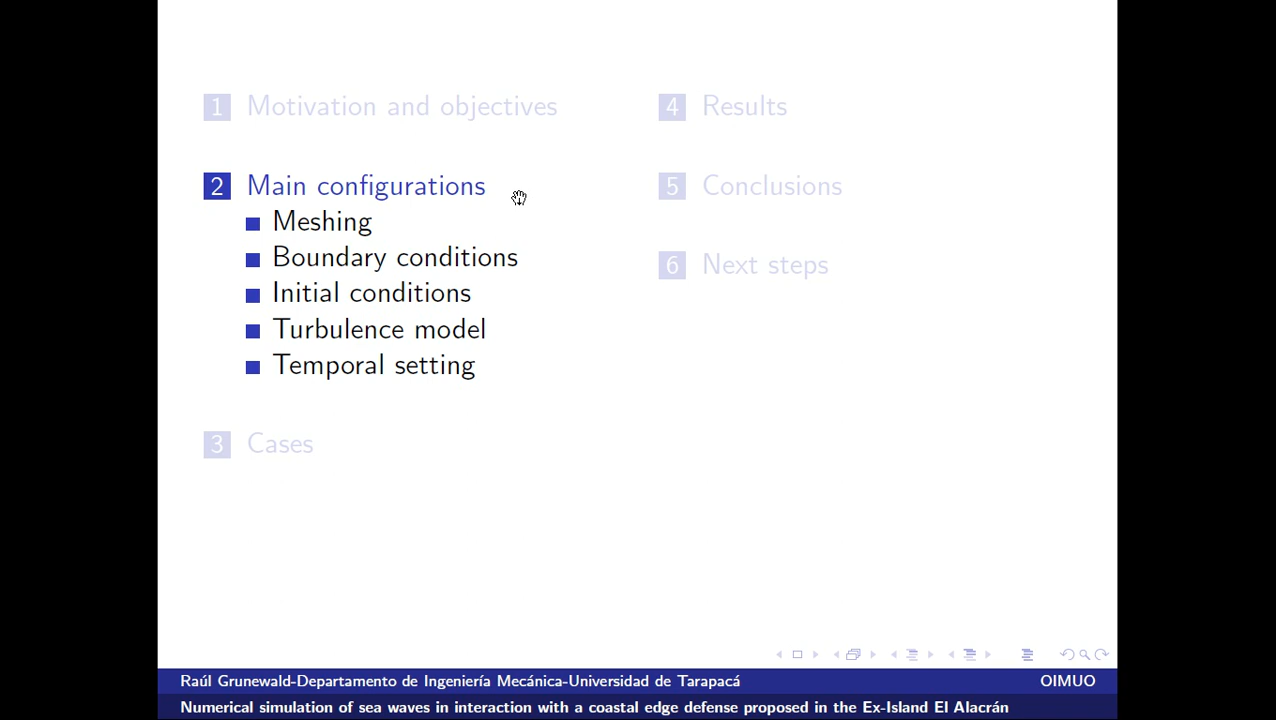 1 Motivation and objectives
2 Main configurations
Meshing
Boundary conditions
Initial conditions
Turbulence model
Temporal setting
3 Cases
4 Results
5 Conclusions
6 Next steps
Raúl Grunewald-Departamento de Ingeniería Mecánica-Universidad de Tarapacá OIMUO
Numerical simulation of sea waves in interaction with a coastal edge defense proposed in the Ex-Island El Alacrán